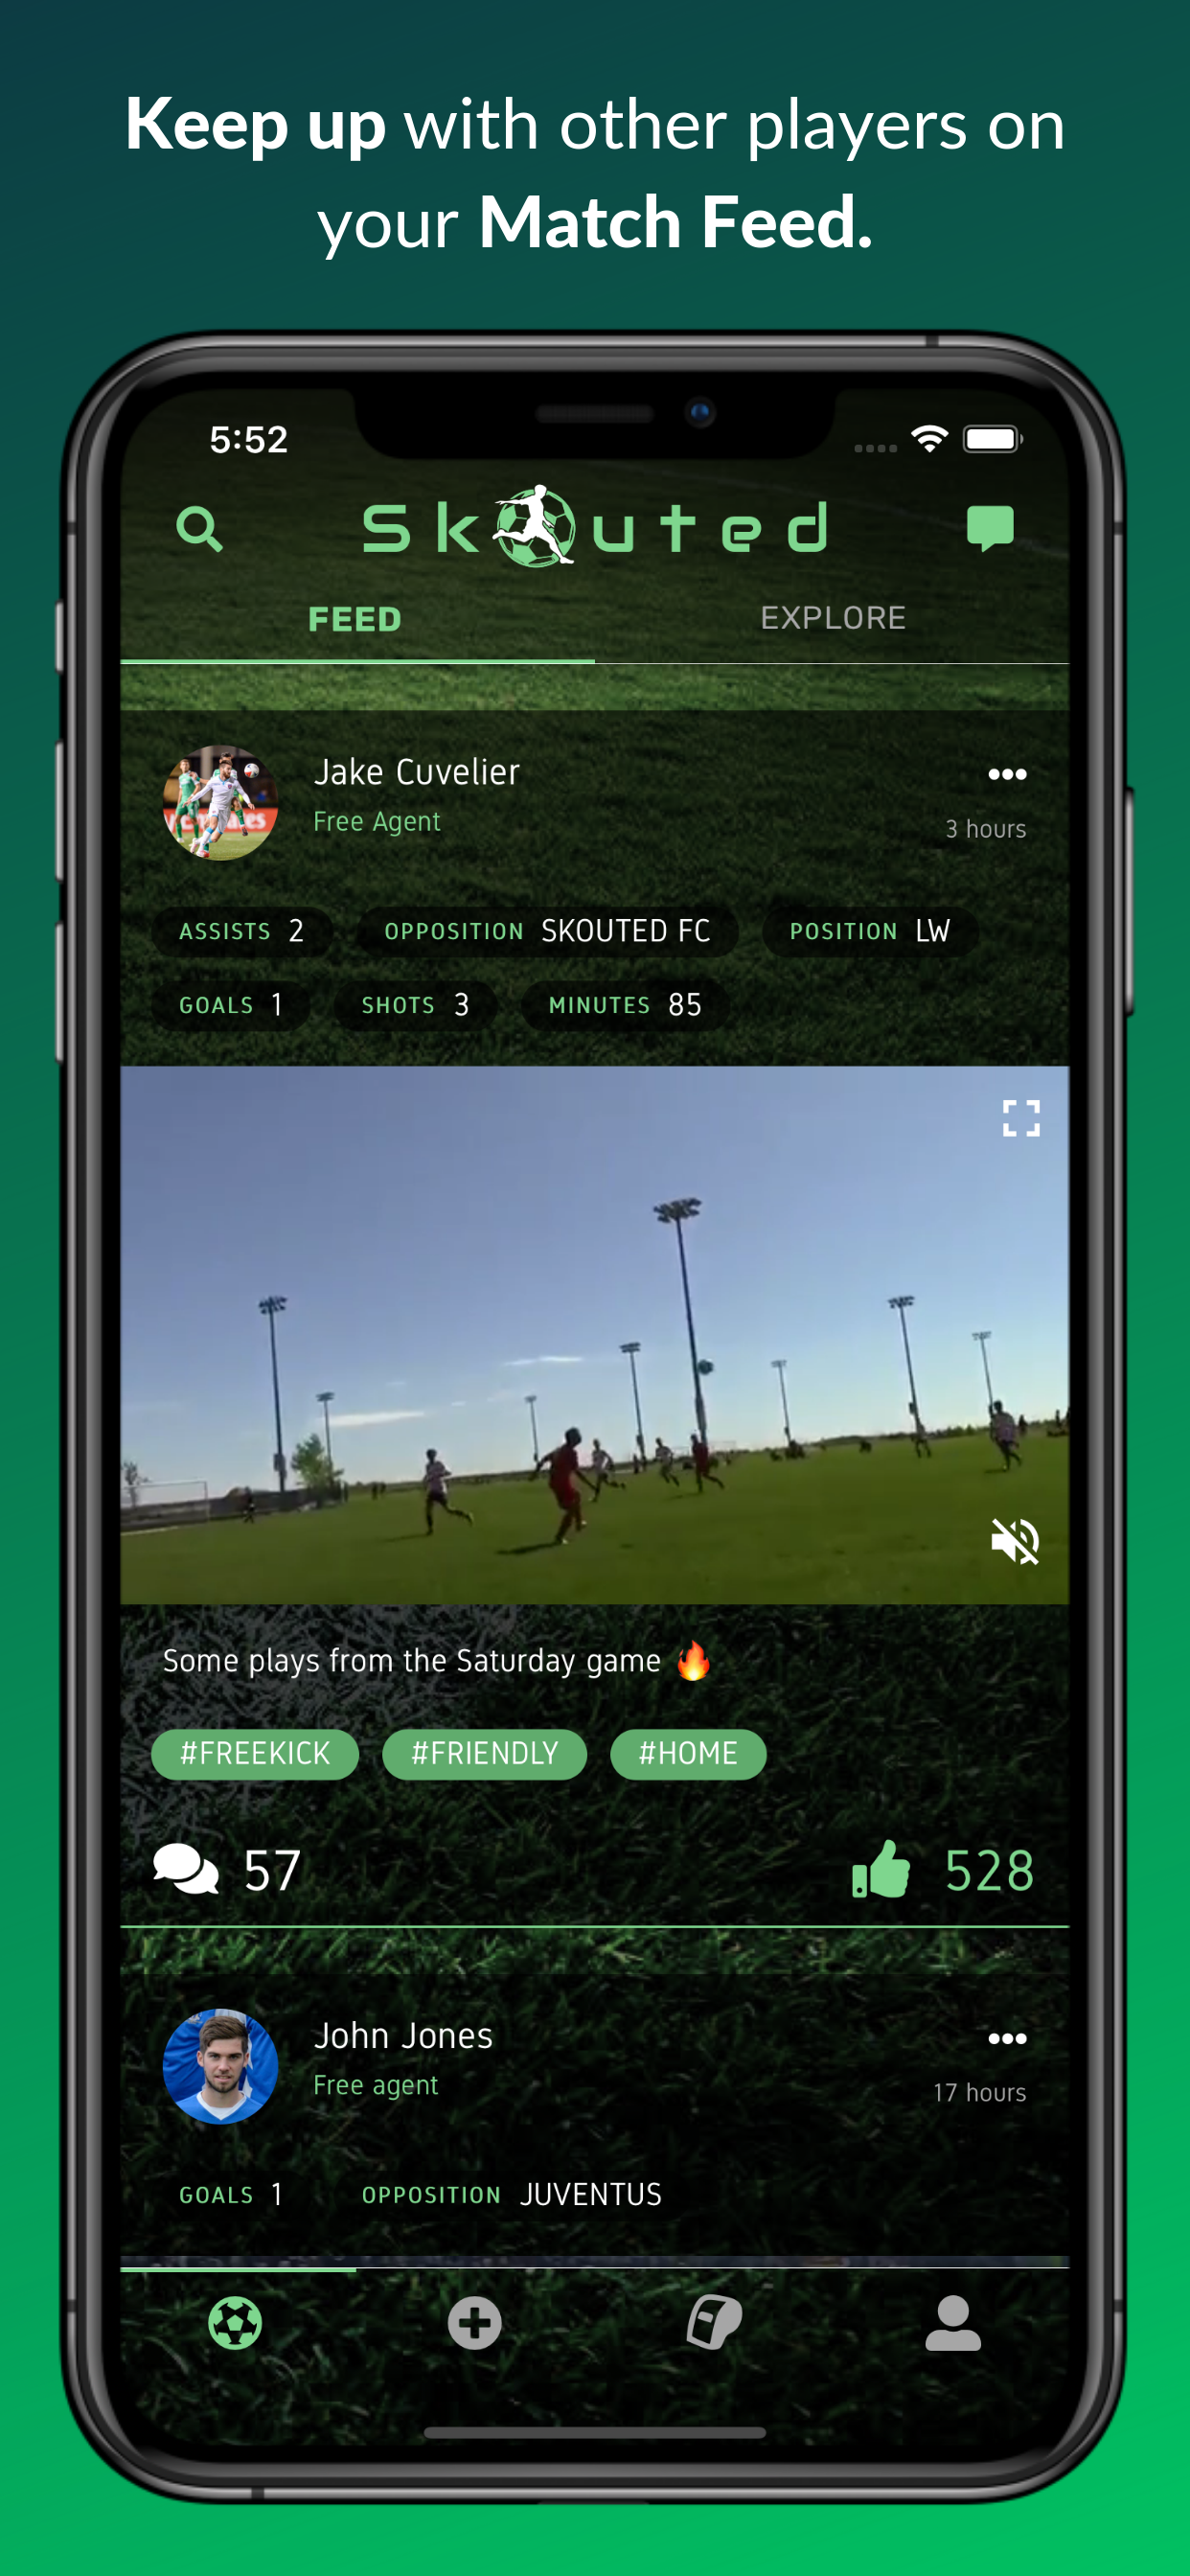 Keep up with other players on
your Match Feed.
5:52
Skouted
FEED EXPLORE
Jake Cuvelier
Free Agent
3 hours
ASSISTS 2 OPPOSITION SKOUTED FC POSITION LW
GOALS 1 SHOTS 3 MINUTES 85
Some plays from the Saturday game 🔥
#FREEKICK #FRIENDLY #HOME
57 528
John Jones
Free agent
17 hours
GOALS 1 OPPOSITION JUVENTUS